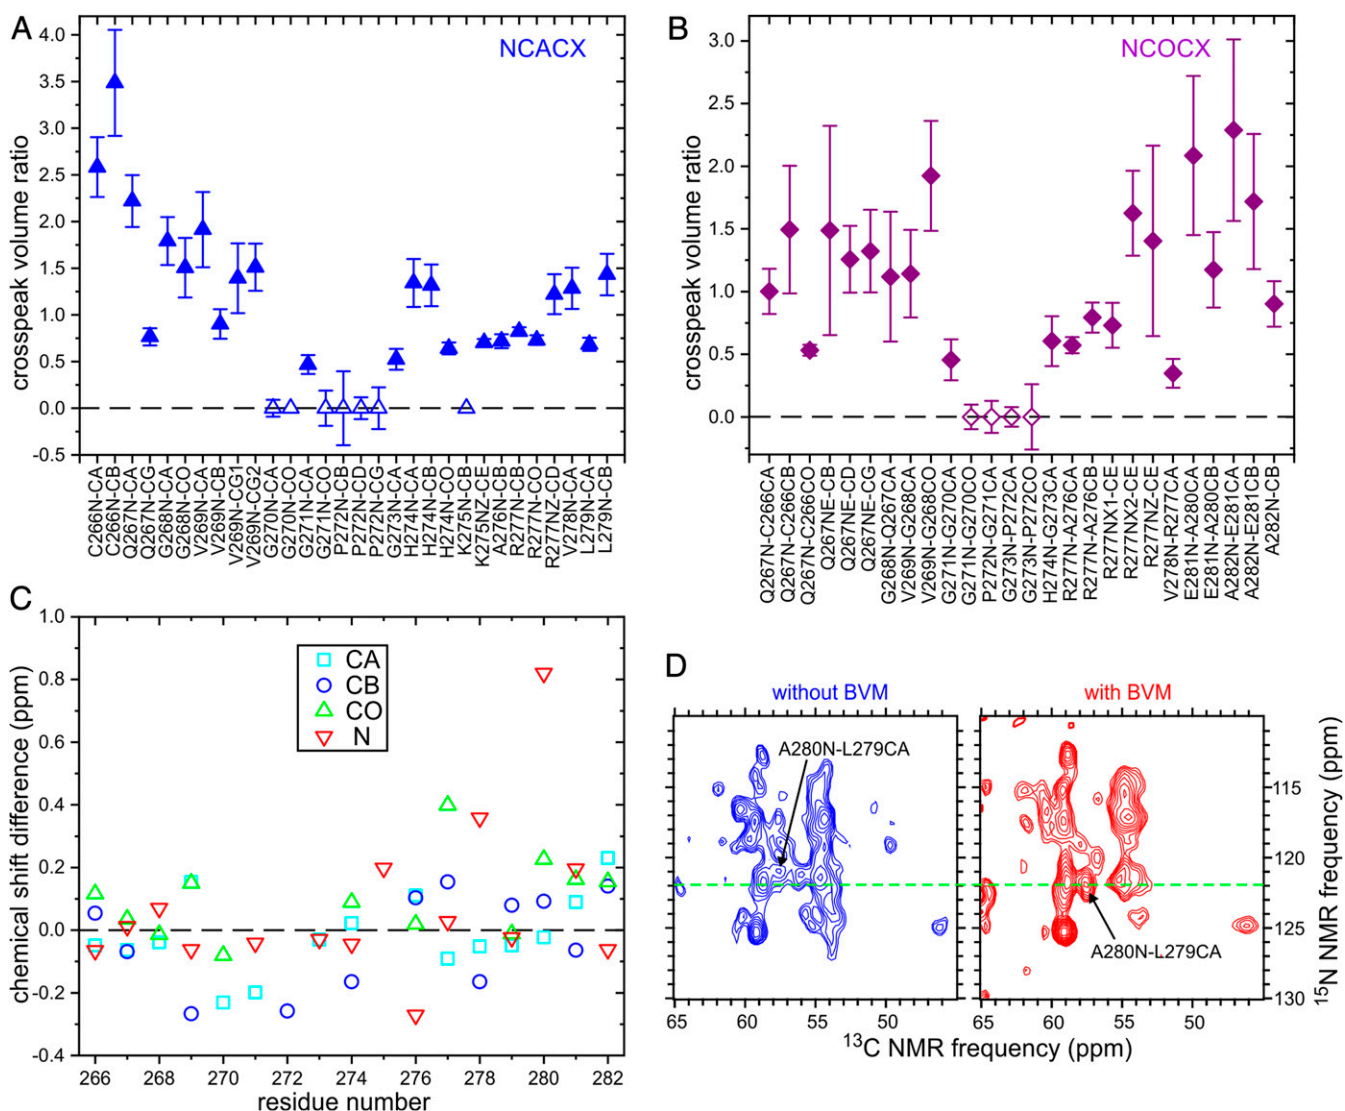 A
NCACX
crosspeak volume ratio
4.0
3.5
3.0
2.5
2.0
1.5
1.0
0.5
0.0
-0.5
C266N-CA
C266N-CB
Q267N-CA
Q267N-CG
G268N-CA
G268N-CO
V269N-CA
V269N-CB
V269N-CG1
V269N-CG2
G270N-CA
G270N-CO
G271N-CA
G271N-CO
P272N-CB
P272N-CD
P272N-CG
G273N-CA
H274N-CA
H274N-CB
H274N-CO
K275N-CB
K275NZ-CE
A276N-CB
R277N-CB
R277N-CO
R277NZ-CD
V278N-CA
L279N-CA
L279N-CB
B
NCOCX
crosspeak volume ratio
3.0
2.5
2.0
1.5
1.0
0.5
0.0
Q267N-C266CA
Q267N-C266CB
Q267N-C266CO
Q267NE-CB
Q267NE-CD
Q267NE-CG
G268N-Q267CA
V269N-G268CA
V269N-G268CO
G271N-G270CA
G271N-G270CO
P272N-G271CA
G273N-P272CA
G273N-P272CO
H274N-G273CA
R277N-A276CA
R277N-A276CB
R277NX1-CE
R277NX2-CE
R277NZ-CE
V278N-R277CA
E281N-A280CA
E281N-A280CB
A282N-E281CA
A282N-E281CB
A282N-CB
C
chemical shift difference (ppm)
1.0
0.8
0.6
0.4
0.2
0.0
-0.2
-0.4
CA
CB
CO
N
266 268 270 272 274 276 278 280 282
residue number
D
without BVM
with BVM
A280N-L279CA
A280N-L279CA
115
120
125
130
15N NMR frequency (ppm)
65 60 55 50
65 60 55 50
13C NMR frequency (ppm)